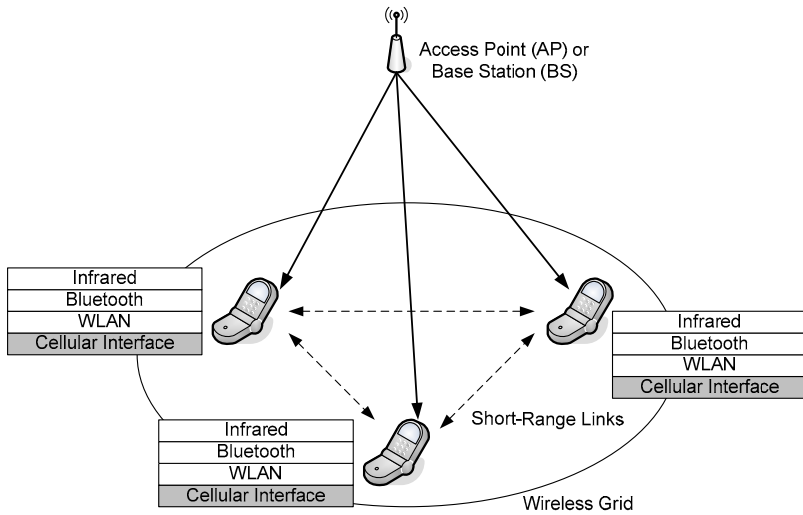 Access Point (AP) or
Base Station (BS)
Infrared
Bluetooth
WLAN
Cellular Interface
Infrared
Bluetooth
WLAN
Cellular Interface
Infrared
Bluetooth
WLAN
Cellular Interface
Short-Range Links
Wireless Grid